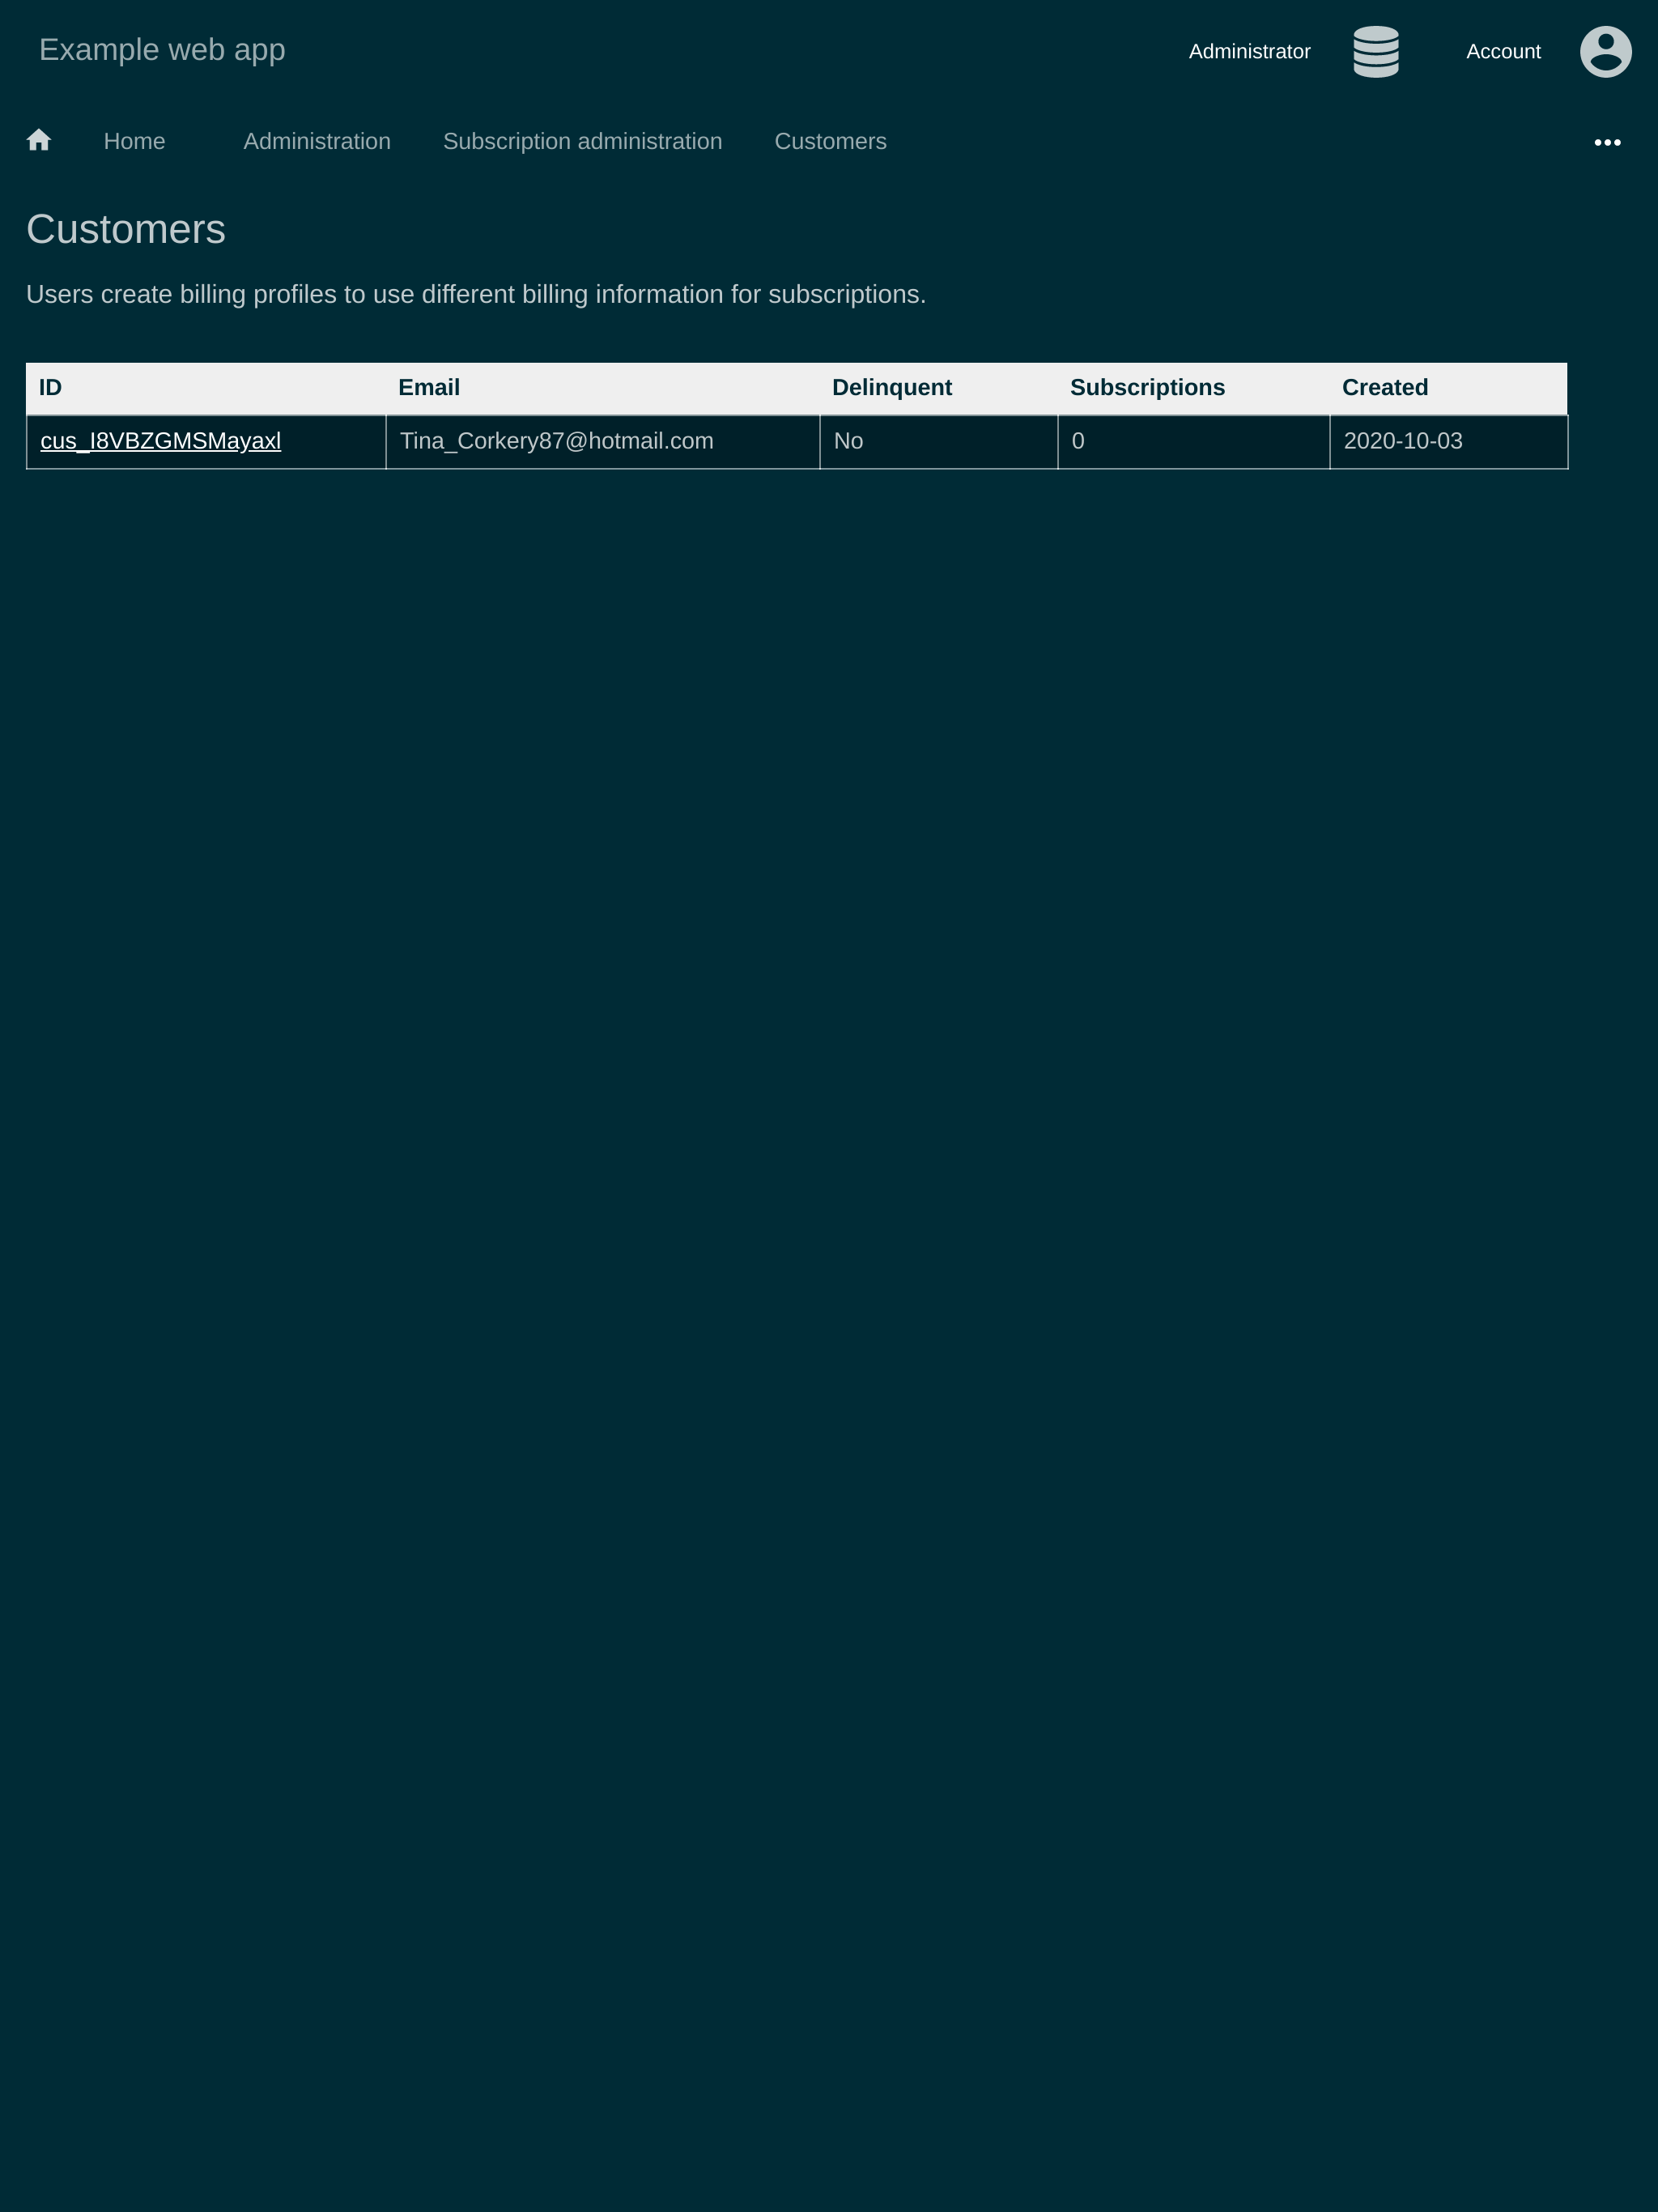 Example web app
Administrator
Account
Home Administration Subscription administration Customers
Customers
Users create billing profiles to use different billing information for subscriptions.
ID Email Delinquent Subscriptions Created
cus_I8VBZGMSMayaxl Tina_Corkery87@hotmail.com No 0 2020-10-03